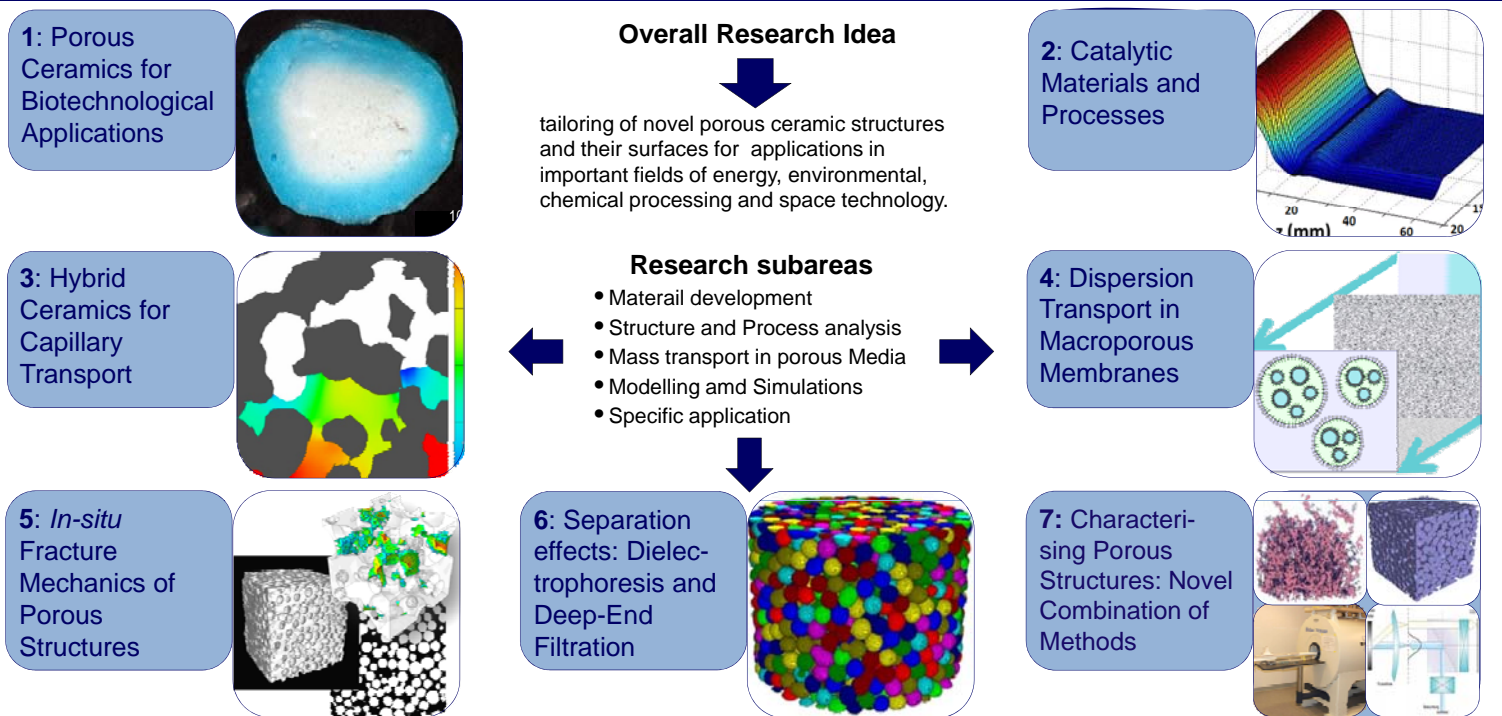 1: Porous
Ceramics for
Biotechnological
Applications
10
Overall Research Idea
tailoring of novel porous ceramic structures
and their surfaces for applications in
important fields of energy, environmental,
chemical processing and space technology.
2: Catalytic
Materials and
Processes
20
40
60
z (mm)
20
3: Hybrid
Ceramics for
Capillary
Transport
Research subareas
• Materail development
• Structure and Process analysis
• Mass transport in porous Media
• Modelling amd Simulations
• Specific application
4: Dispersion
Transport in
Macroporous
Membranes
5: In-situ
Fracture
Mechanics of
Porous
Structures
6: Separation
effects: Dielec-
trophoresis and
Deep-End
Filtration
7: Characteri-
sing Porous
Structures: Novel
Combination of
Methods